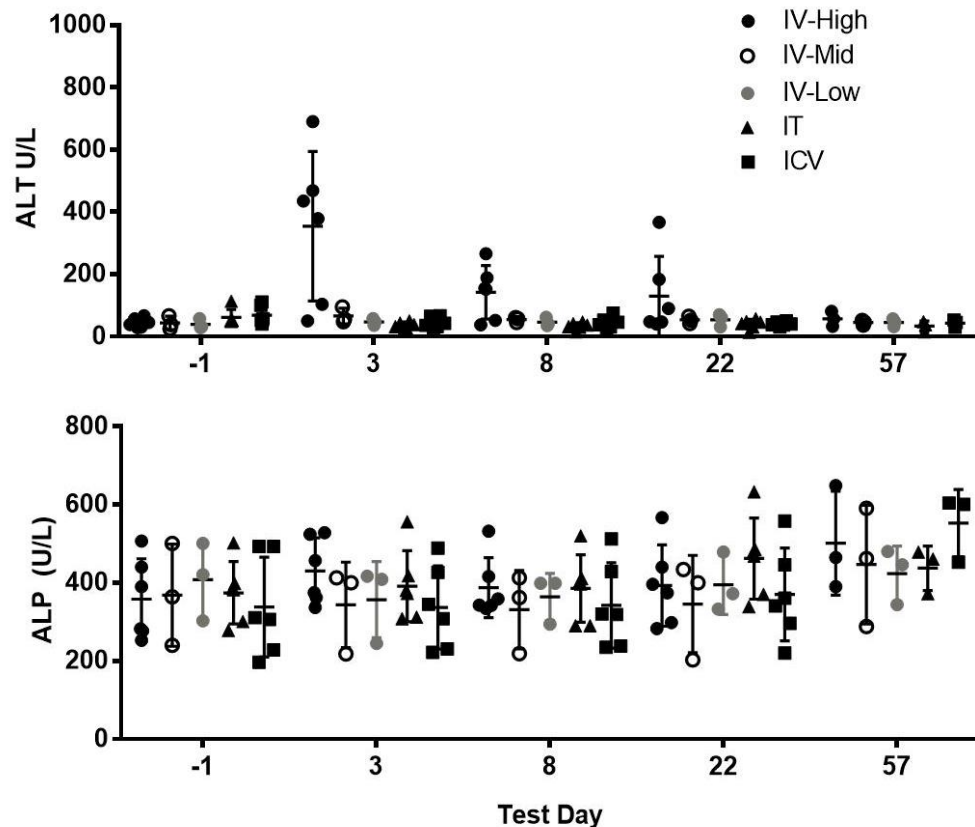 1000
800
600
400
200
0
ALT U/L
IV-High
IV-Mid
IV-Low
IT
ICV
-1 3 8 22 57
800
600
400
200
0
ALP (U/L)
-1 3 8 22 57
Test Day